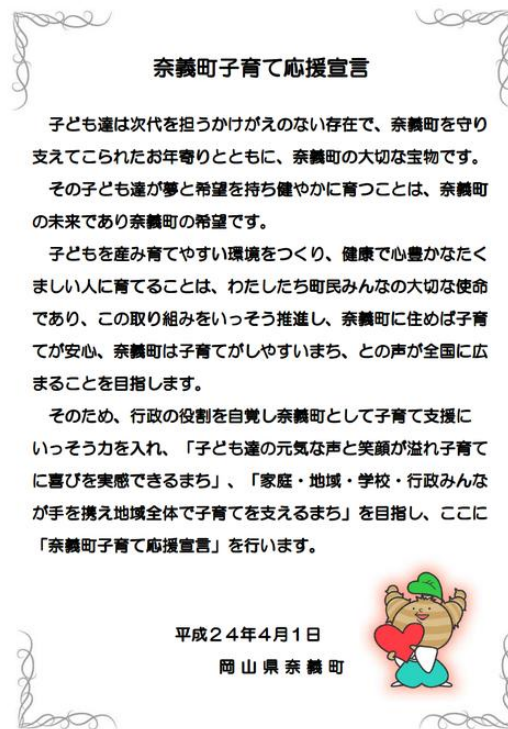 奈義町子育て応援宣言
　子ども達は次代を担うかけがえのない存在で、奈義町を守り
支えてこられたお年寄りとともに、奈義町の大切な宝物です。
　その子ども達が夢と希望を持ち健やかに育つことは、奈義町
の未来であり奈義町の希望です。
　子どもを産み育てやすい環境をつくり、健康で心豊かなたく
ましい人に育てることは、わたしたち町民みんなの大切な使命
であり、この取り組みをいっそう推進し、奈義町に住めば子育
てが安心、奈義町は子育てがしやすいまち、との声が全国に広
まることを目指します。
　そのため、行政の役割を自覚し奈義町として子育て支援に
いっそう力を入れ、「子ども達の元気な声と笑顔が溢れ子育て
に喜びを実感できるまち」、「家庭・地域・学校・行政みんな
が手を携え地域全体で子育てを支えるまち」を目指し、ここに
「奈義町子育て応援宣言」を行います。
平成２４年４月１日
岡山県奈義町